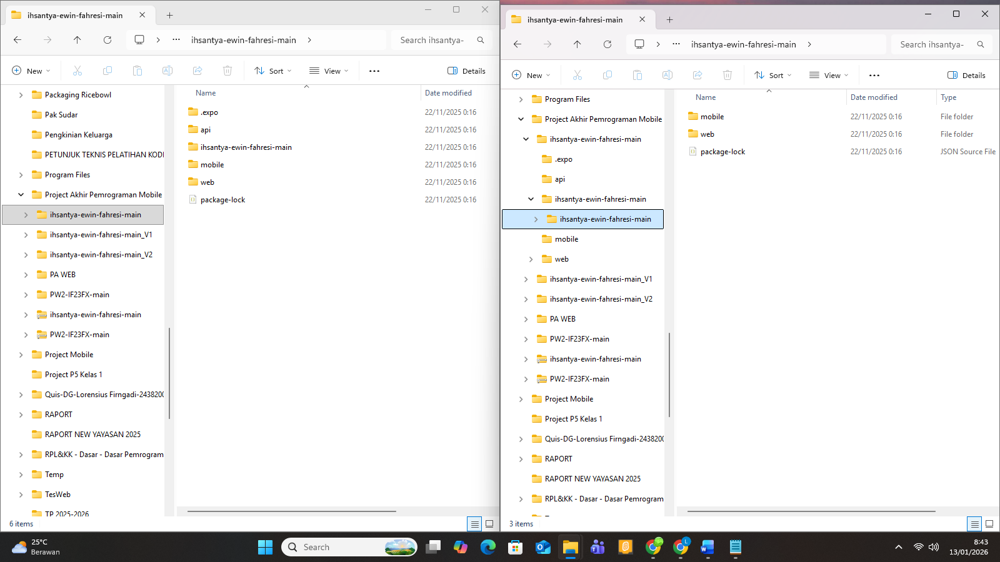 ihsantya-ewin-fahresi-main
ihsantya-ewin-fahresi-main
Search ihsantya-
New
Sort
View
Details
Packaging Ricebowl
Pak Sudar
Pengkinian Keluarga
PETUNJUK TEKNIS PELATIHAN KODI
Program Files
Project Akhir Pemrograman Mobile
ihsantya-ewin-fahresi-main
ihsantya-ewin-fahresi-main_V1
ihsantya-ewin-fahresi-main_V2
PA WEB
PW2-IF23FX-main
ihsantya-ewin-fahresi-main
PW2-IF23FX-main
Project Mobile
Project P5 Kelas 1
Quis-DG-Lorensius Firngadi-2438200
RAPORT
RAPORT NEW YAYASAN 2025
RPL&KK - Dasar - Dasar Pemrogram
Temp
TesWeb
TP 2025-2026
Name Date modified
.expo 22/11/2025 0:16
api 22/11/2025 0:16
ihsantya-ewin-fahresi-main 22/11/2025 0:16
mobile 22/11/2025 0:16
web 22/11/2025 0:16
package-lock 22/11/2025 0:16
6 items
ihsantya-ewin-fahresi-main
ihsantya-ewin-fahresi-main
Search ihsantya-
New
Sort
View
Details
Program Files
Project Akhir Pemrograman Mobile
ihsantya-ewin-fahresi-main
.expo
api
ihsantya-ewin-fahresi-main
ihsantya-ewin-fahresi-main
mobile
web
ihsantya-ewin-fahresi-main_V1
ihsantya-ewin-fahresi-main_V2
PA WEB
PW2-IF23FX-main
ihsantya-ewin-fahresi-main
PW2-IF23FX-main
Project Mobile
Project P5 Kelas 1
Quis-DG-Lorensius Firngadi-2438200
RAPORT
RAPORT NEW YAYASAN 2025
RPL&KK - Dasar - Dasar Pemrogram
Name Date modified Type
mobile 22/11/2025 0:16 File folder
web 22/11/2025 0:16 File folder
package-lock 22/11/2025 0:16 JSON Source File
3 items
25°C
Berawan
Search
8:43
13/01/2026